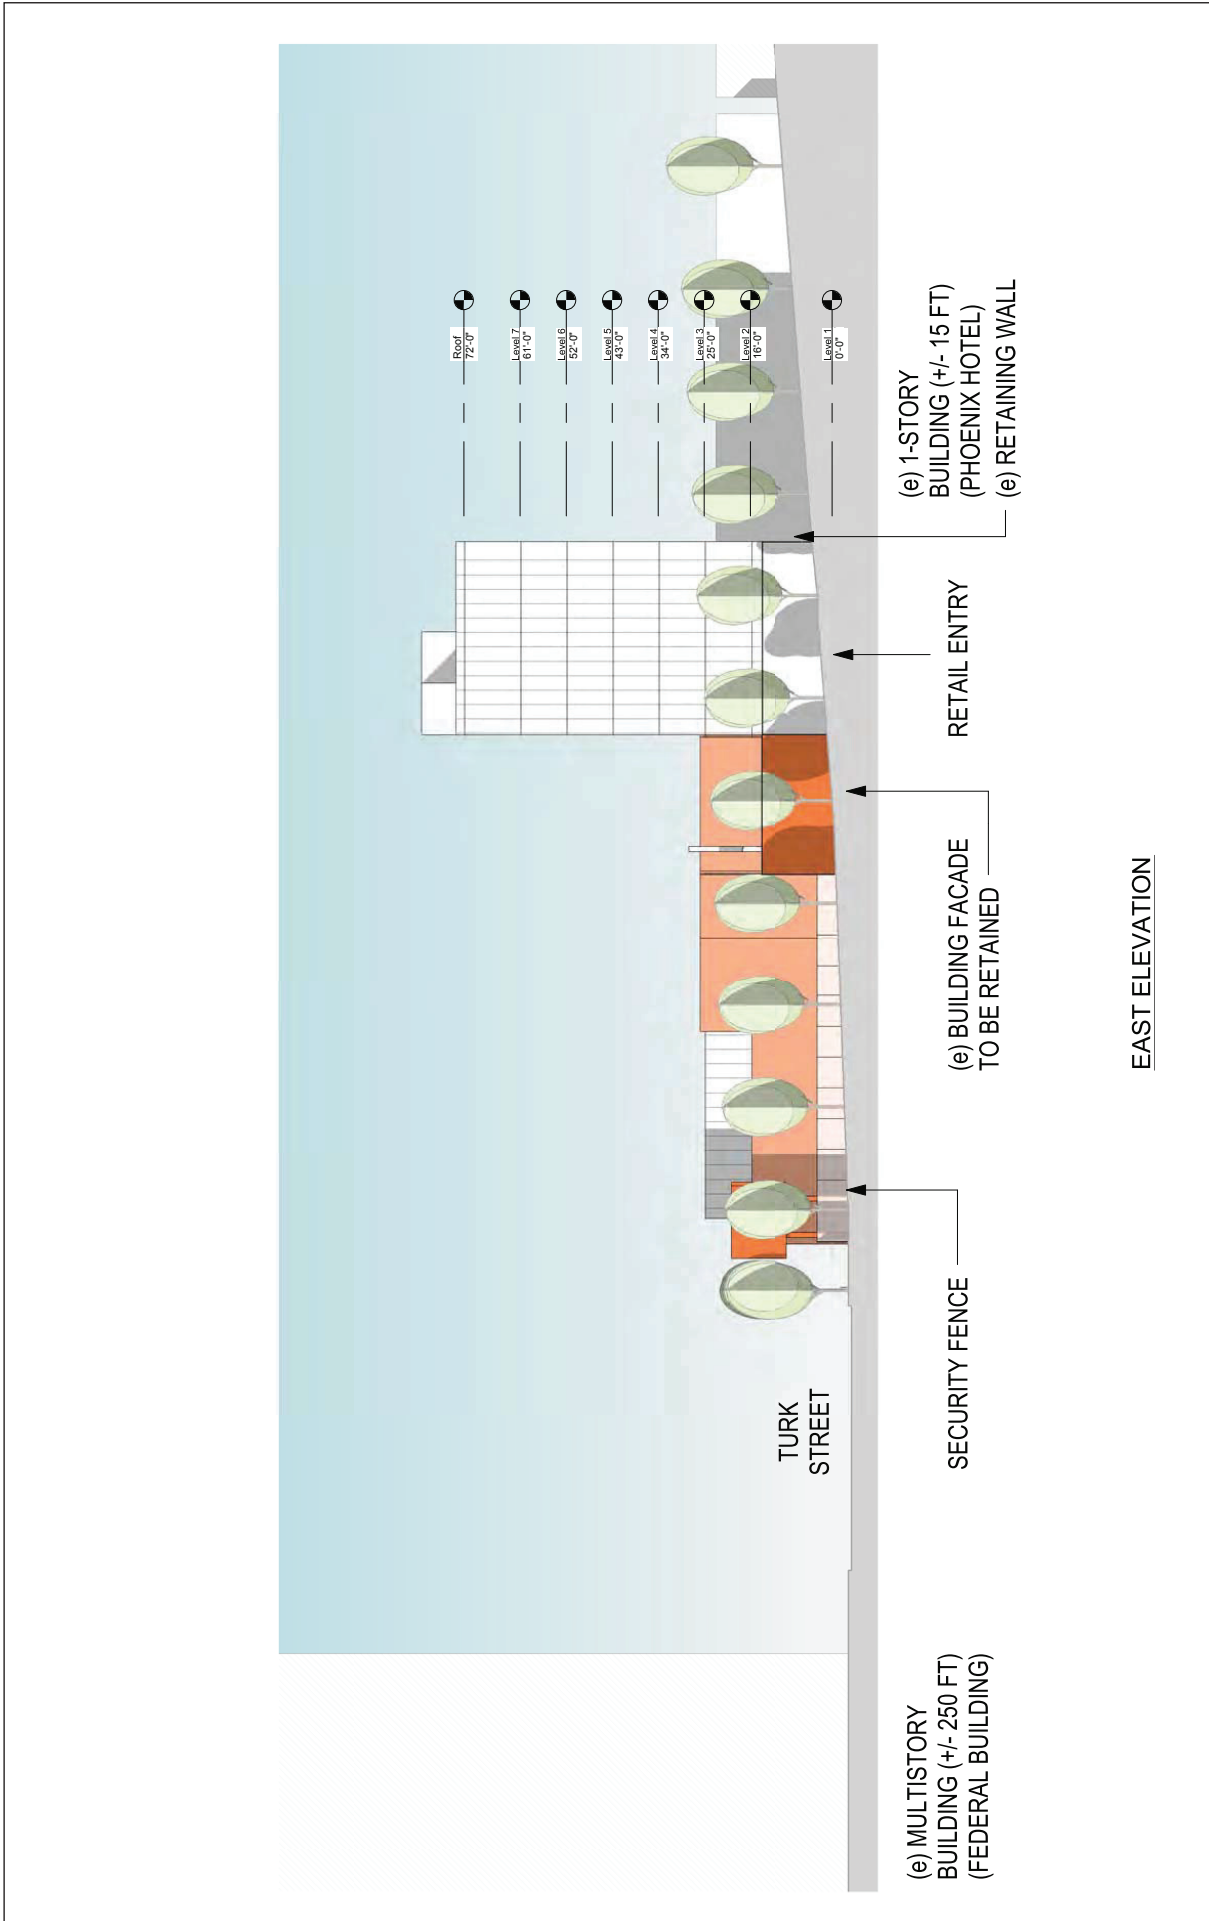 Roof
72'-0"
Level 7
61'-0"
Level 6
52'-0"
Level 5
43'-0"
Level 4
34'-0"
Level 3
25'-0"
Level 2
16'-0"
Level 1
0'-0"
TURK
STREET
(e) MULTISTORY
BUILDING (+/- 250 FT)
(FEDERAL BUILDING)
SECURITY FENCE
(e) BUILDING FACADE
TO BE RETAINED
RETAIL ENTRY
(e) 1-STORY
BUILDING (+/- 15 FT)
(PHOENIX HOTEL)
(e) RETAINING WALL
EAST ELEVATION